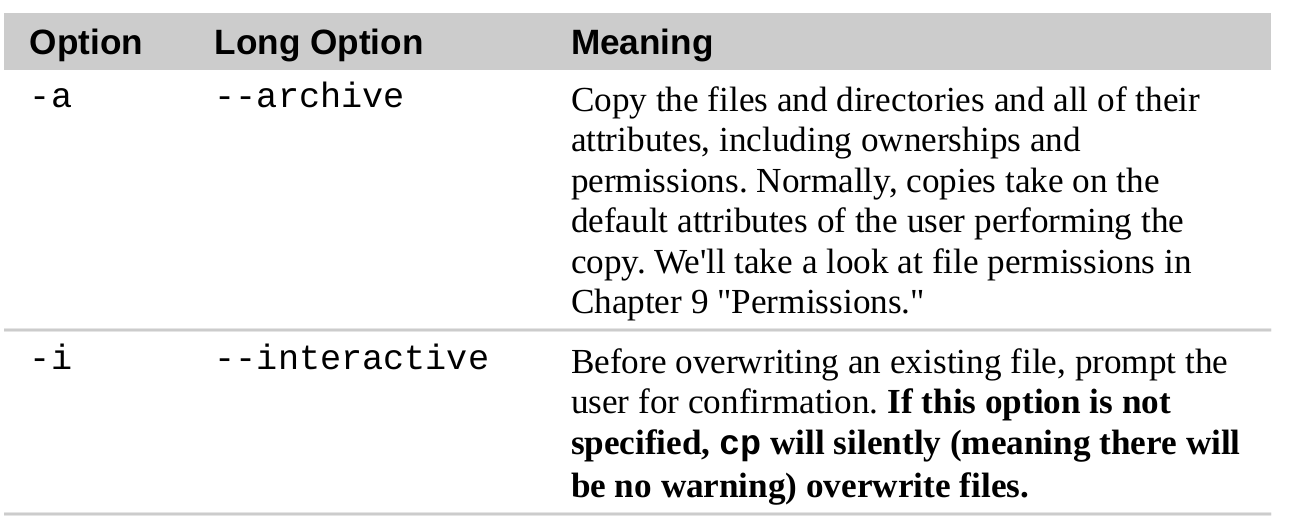 Option Long Option Meaning
-a --archive Copy the files and directories and all of their
attributes, including ownerships and
permissions. Normally, copies take on the
default attributes of the user performing the
copy. We'll take a look at file permissions in
Chapter 9 "Permissions."
-i --interactive Before overwriting an existing file, prompt the
user for confirmation. If this option is not
specified, cp will silently (meaning there will
be no warning) overwrite files.